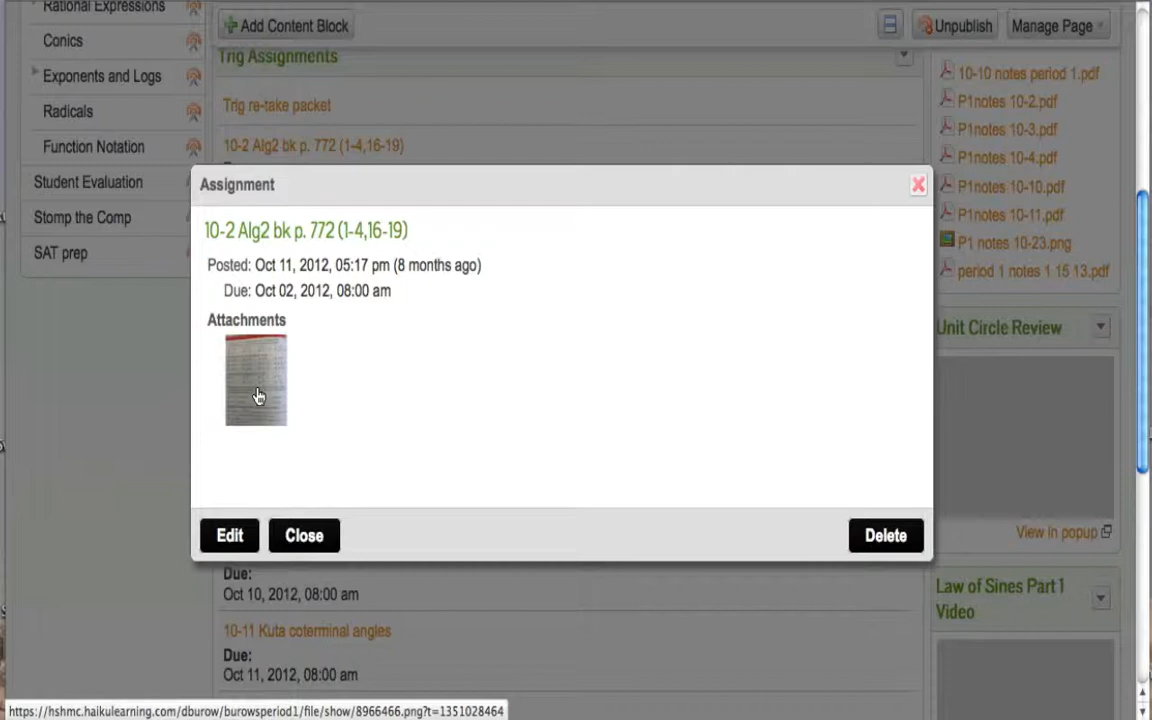 Rational Expressions
Conics
Exponents and Logs
Radicals
Function Notation
Student Evaluation
Stomp the Comp
SAT prep
Add Content Block
Unpublish
Manage Page
Trig Assignments
Trig re-take packet
10-2 Alg2 bk p. 772 (1-4,16-19)
Assignment
10-2 Alg2 bk p. 772 (1-4,16-19)
Posted: Oct 11, 2012, 05:17 pm (8 months ago)
Due: Oct 02, 2012, 08:00 am
Attachments
Edit
Close
Delete
Due:
Oct 10, 2012, 08:00 am
10-11 Kuta coterminal angles
Due:
Oct 11, 2012, 08:00 am
10-10 notes period 1.pdf
P1notes 10-2.pdf
P1notes 10-3.pdf
P1notes 10-4.pdf
P1notes 10-10.pdf
P1notes 10-11.pdf
P1 notes 10-23.png
period 1 notes 1 15 13.pdf
Unit Circle Review
View in popup
Law of Sines Part 1
Video
https://hshmc.haikulearning.com/dburow/burowsperiod1/file/show/8966466.png?t=1351028464